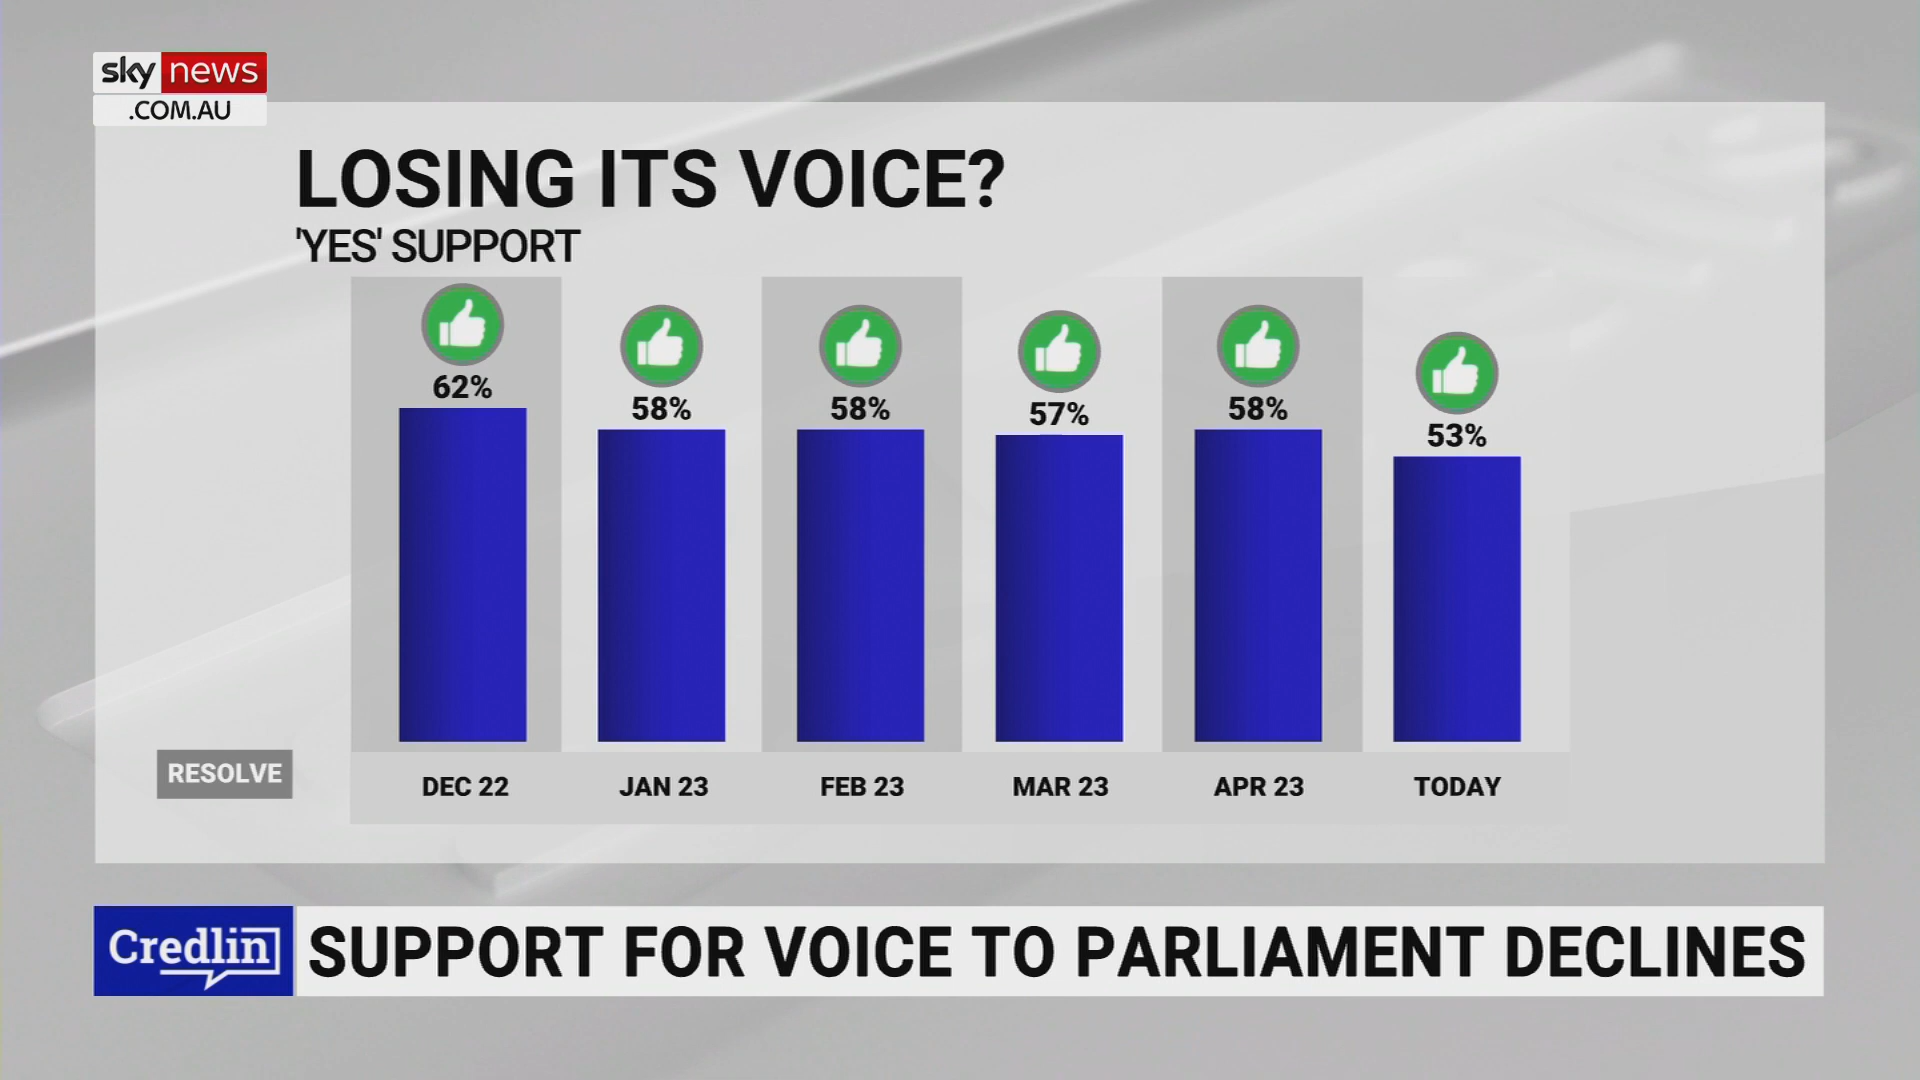 sky news
.COM.AU
LOSING ITS VOICE?
'YES' SUPPORT
62%
58%
58%
57%
58%
53%
RESOLVE
DEC 22
JAN 23
FEB 23
MAR 23
APR 23
TODAY
Credlin
SUPPORT FOR VOICE TO PARLIAMENT DECLINES